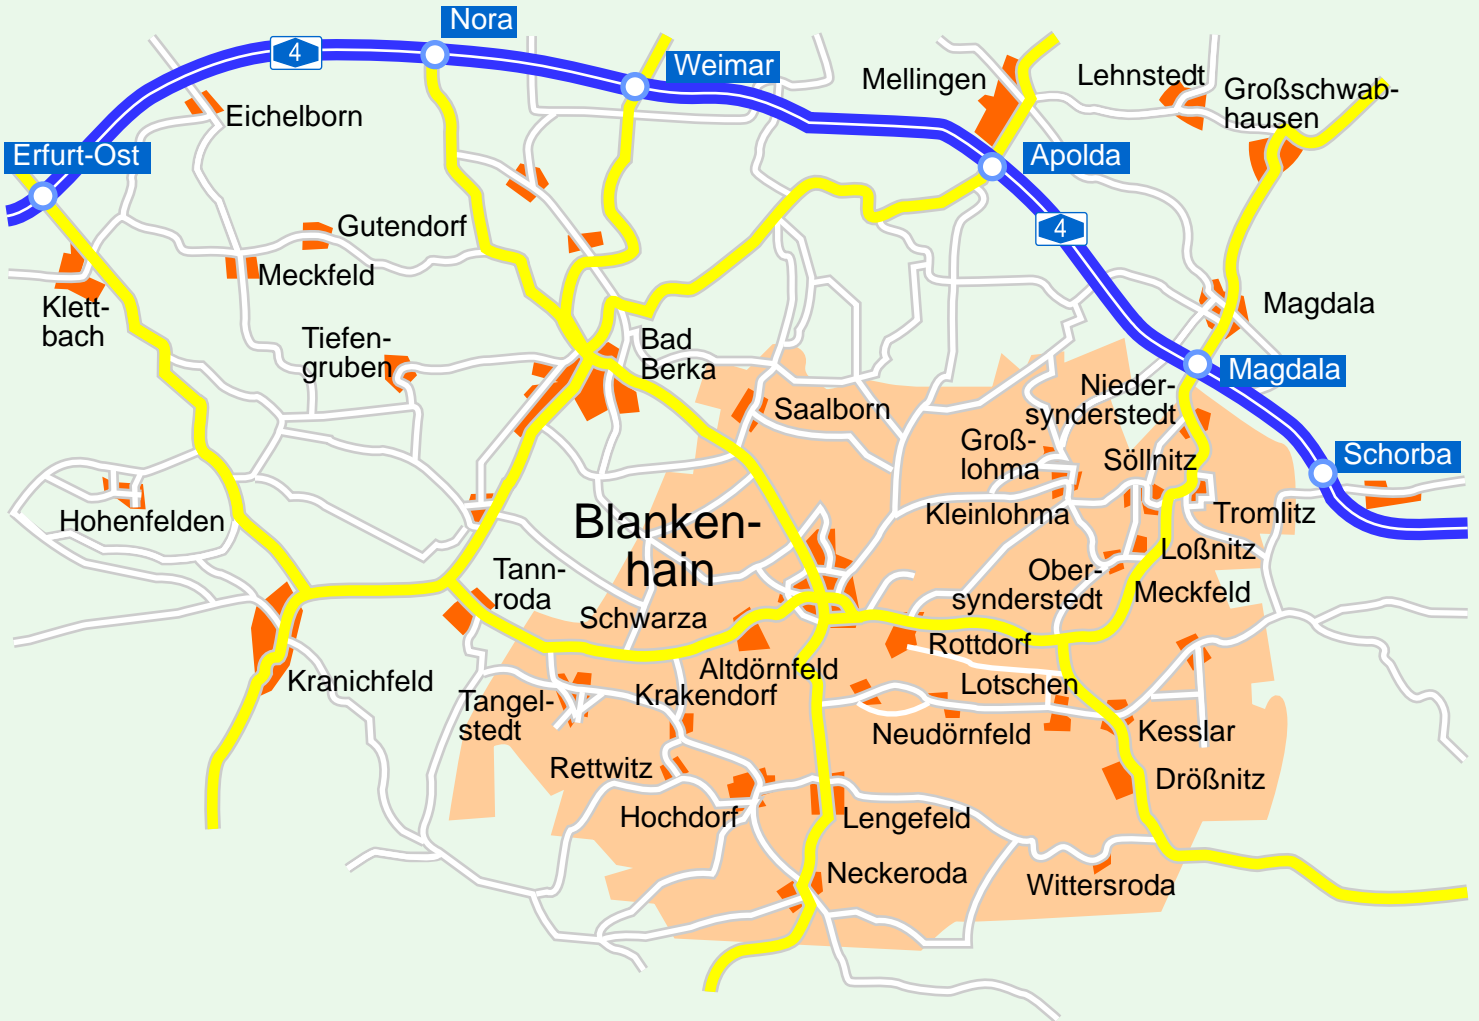 Nora
4
Weimar
Mellingen
Lehnstedt
Großschwab-
hausen
Eichelborn
Erfurt-Ost
Apolda
Gutendorf
4
Meckfeld
Klett-
bach
Magdala
Tiefen-
gruben
Bad
Berka
Magdala
Nieder-
synderstedt
Saalborn
Groß-
lohma
Söllnitz
Schorba
Hohenfelden
Blanken-
hain
Kleinlohma
Tromlitz
Loßnitz
Tann-
roda
Ober-
synderstedt
Meckfeld
Schwarza
Rottdorf
Altdörnfeld
Kranichfeld
Lotschen
Krakendorf
Tangel-
stedt
Neudörnfeld
Kesslar
Rettwitz
Drößnitz
Hochdorf
Lengefeld
Neckeroda
Wittersroda